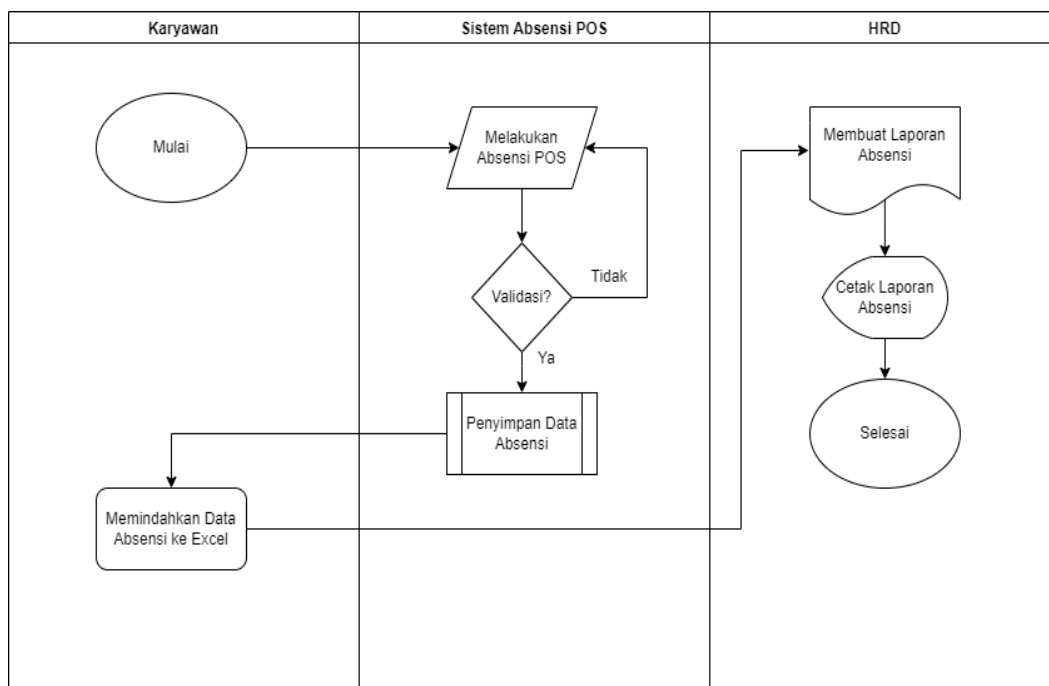 Karyawan
Sistem Absensi POS
HRD
Mulai
Melakukan
Absensi POS
Validasi?
Tidak
Ya
Penyimpan Data
Absensi
Memindahkan Data
Absensi ke Excel
Membuat Laporan
Absensi
Cetak Laporan
Absensi
Selesai